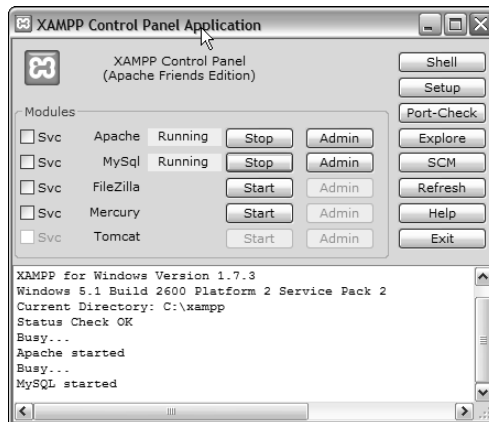 XAMPP Control Panel Application
XAMPP Control Panel
(Apache Friends Edition)
Shell
Setup
Modules
Port-Check
Svc Apache Running Stop Admin Explore
Svc MySql Running Stop Admin SCM
Svc FileZilla Start Admin Refresh
Svc Mercury Start Admin Help
Svc Tomcat Start Admin Exit
XAMPP for Windows Version 1.7.3
Windows 5.1 Build 2600 Platform 2 Service Pack 2
Current Directory: C:\xampp
Status Check OK
Busy...
Apache started
Busy...
MySQL started